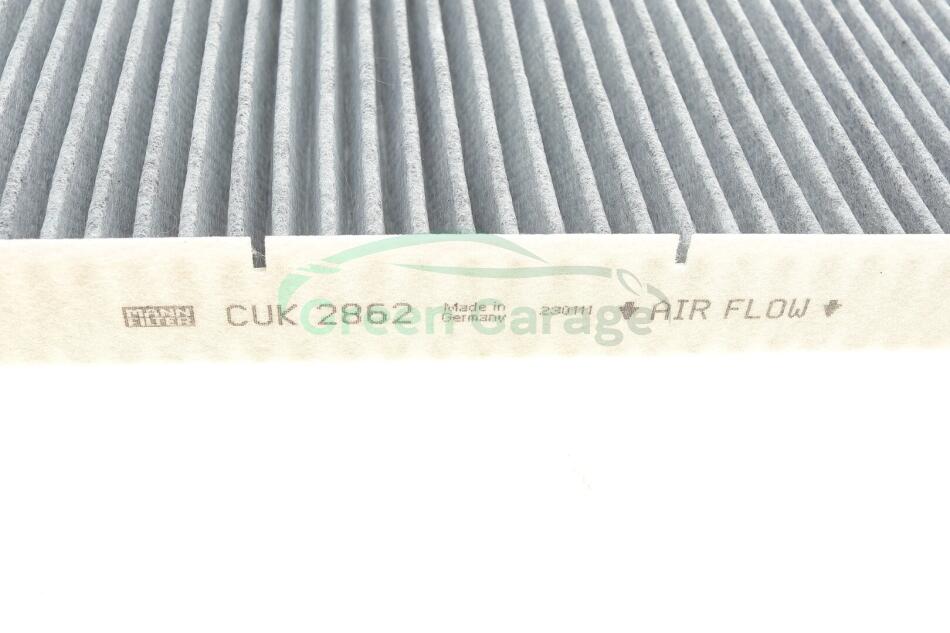 MANN
FILTER
CUK 2862
Made in
Germany
230111
AIR FLOW
Green Garage